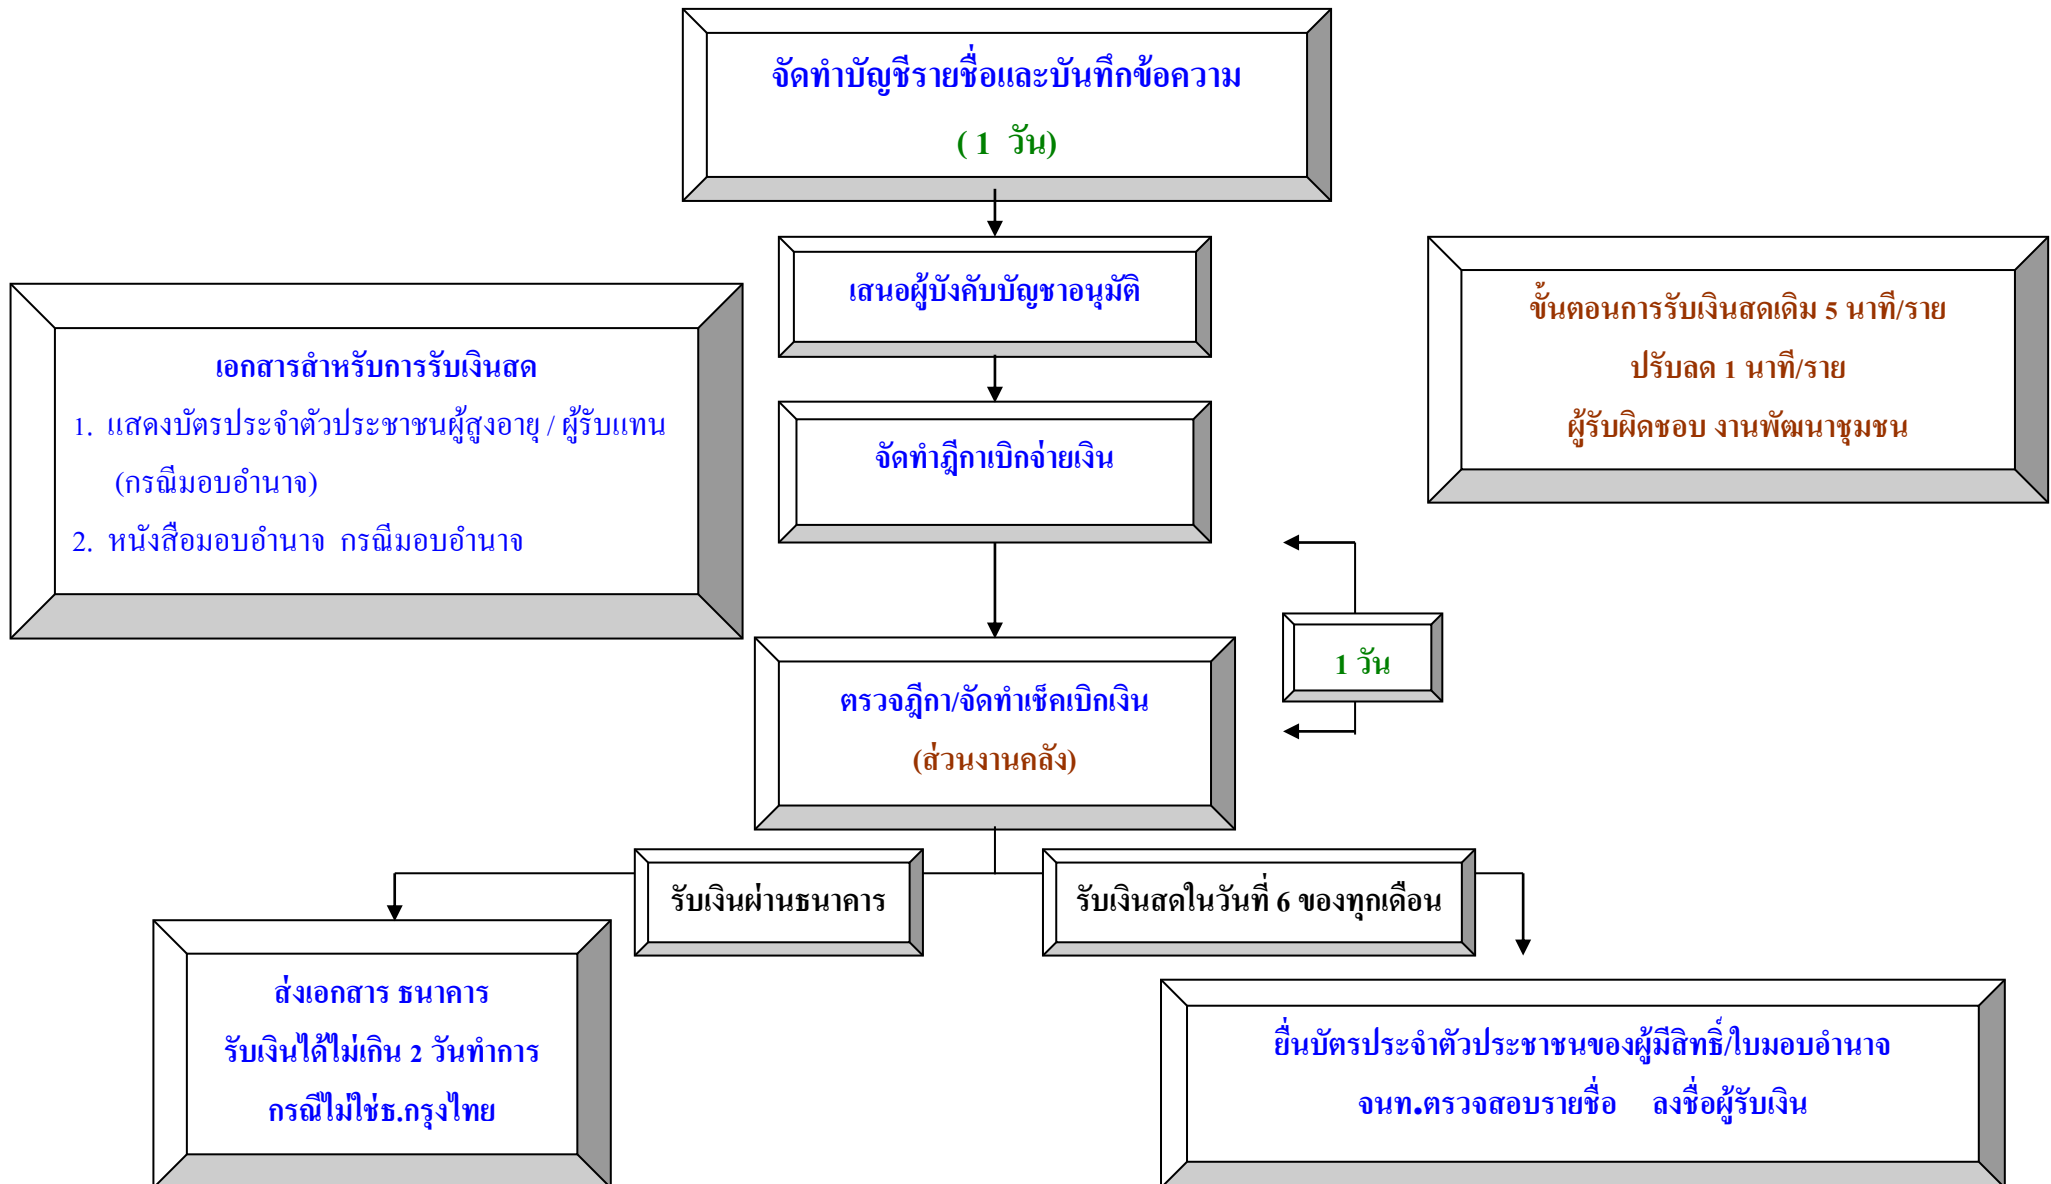 จัดทำบัญชีรายชื่อและบันทึกข้อความ
( 1 วัน)
เสนอผู้บังคับบัญชาอนุมัติ
เอกสารสำหรับการรับเงินสด
1. แสดงบัตรประจำตัวประชาชนผู้สูงอายุ / ผู้รับแทน
(กรณีมอบอำนาจ)
2. หนังสือมอบอำนาจ กรณีมอบอำนาจ
ขั้นตอนการรับเงินสดเดิม 5 นาที/ราย
ปรับลด 1 นาที/ราย
ผู้รับผิดชอบ งานพัฒนาชุมชน
จัดทำฎีกาเบิกจ่ายเงิน
1 วัน
ตรวจฎีกา/จัดทำเช็คเบิกเงิน
(ส่วนงานคลัง)
รับเงินผ่านธนาคาร
รับเงินสดในวันที่ 6 ของทุกเดือน
ส่งเอกสาร ธนาคาร
รับเงินได้ไม่เกิน 2 วันทำการ
กรณีไม่ใช่ธ.กรุงไทย
ยื่นบัตรประจำตัวประชาชนของผู้มีสิทธิ์/ใบมอบอำนาจ
จนท.ตรวจสอบรายชื่อ ลงชื่อผู้รับเงิน